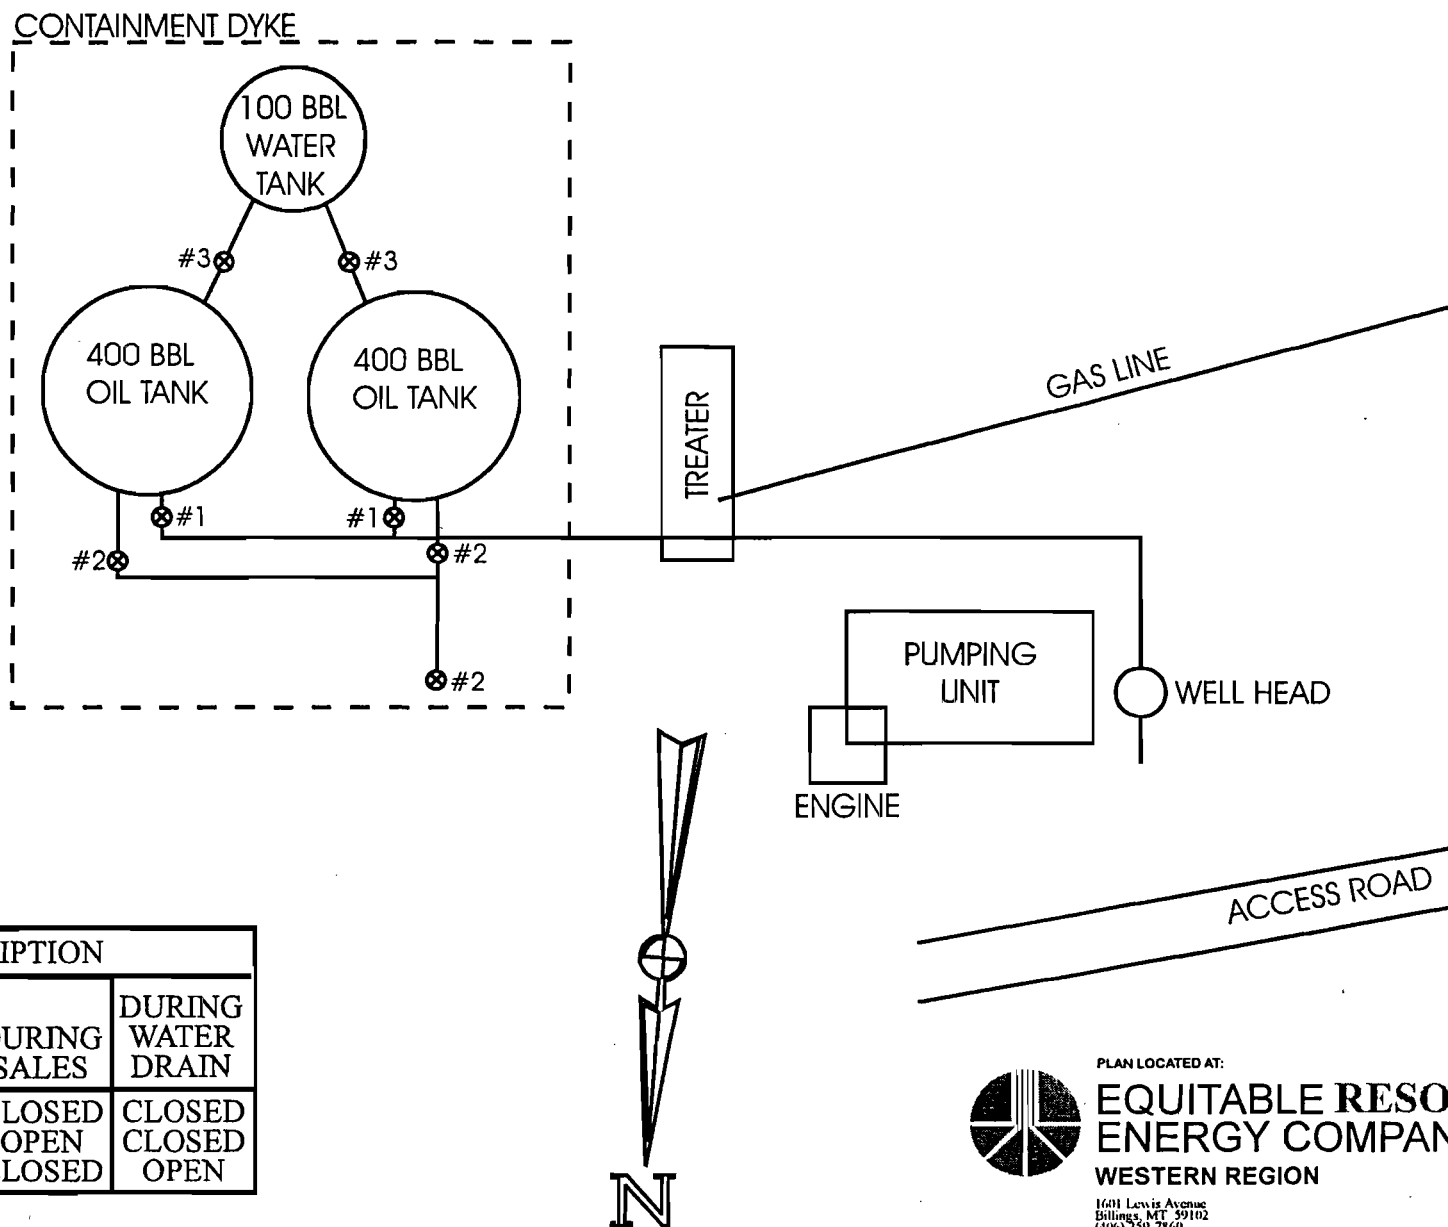 CONTAINMENT DYKE
100 BBL
WATER
TANK
#3
#3
400 BBL
OIL TANK
400 BBL
OIL TANK
#1
#1
#2
#2
#2
TREATER
GAS LINE
PUMPING
UNIT
WELL HEAD
ENGINE
ACCESS ROAD
IPTION
DURING
WATER
DRAIN
URING
SALES
LOSED CLOSED
OPEN CLOSED
LOSED OPEN
N
PLAN LOCATED AT:
EQUITABLE RESO
ENERGY COMPAN
WESTERN REGION
1601 Lewis Avenue
Billings, MT 59102
(406) 259-7860